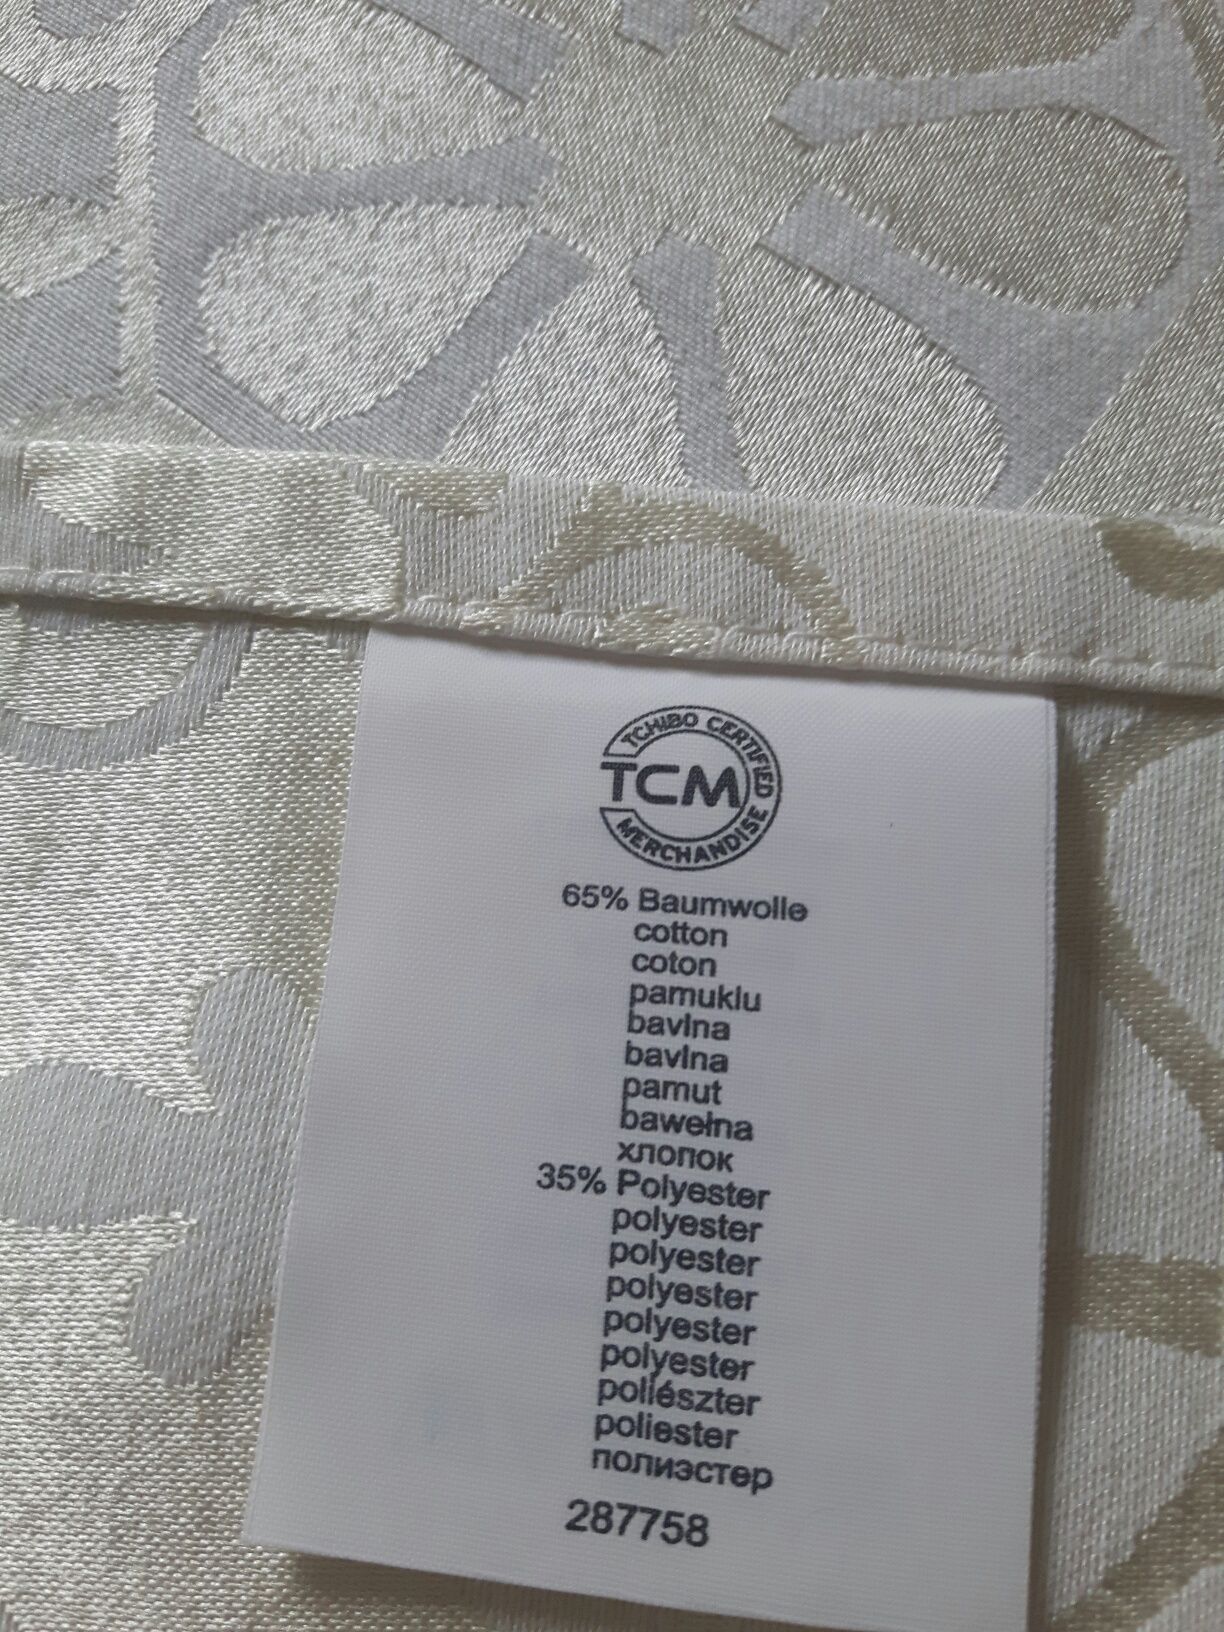 TCHIBO CERTIFIED
TCM
MERCHANDISE
65% Baumwolle
cotton
coton
pamuklu
bavlna
bavlna
pamut
bawełna
хлопок
35% Polyester
polyester
polyester
polyester
polyester
polyester
poliészter
poliester
полиэстер
287758